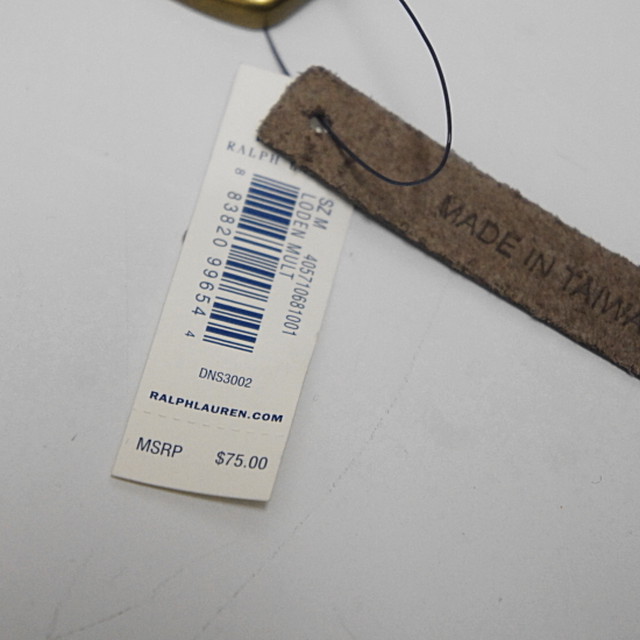 RALPH
SZ M 405710681001
LODEN MULT
8 83820 99654 4
DNS3002
RALPHLAUREN.COM
MSRP $75.00
MADE IN TAIWA